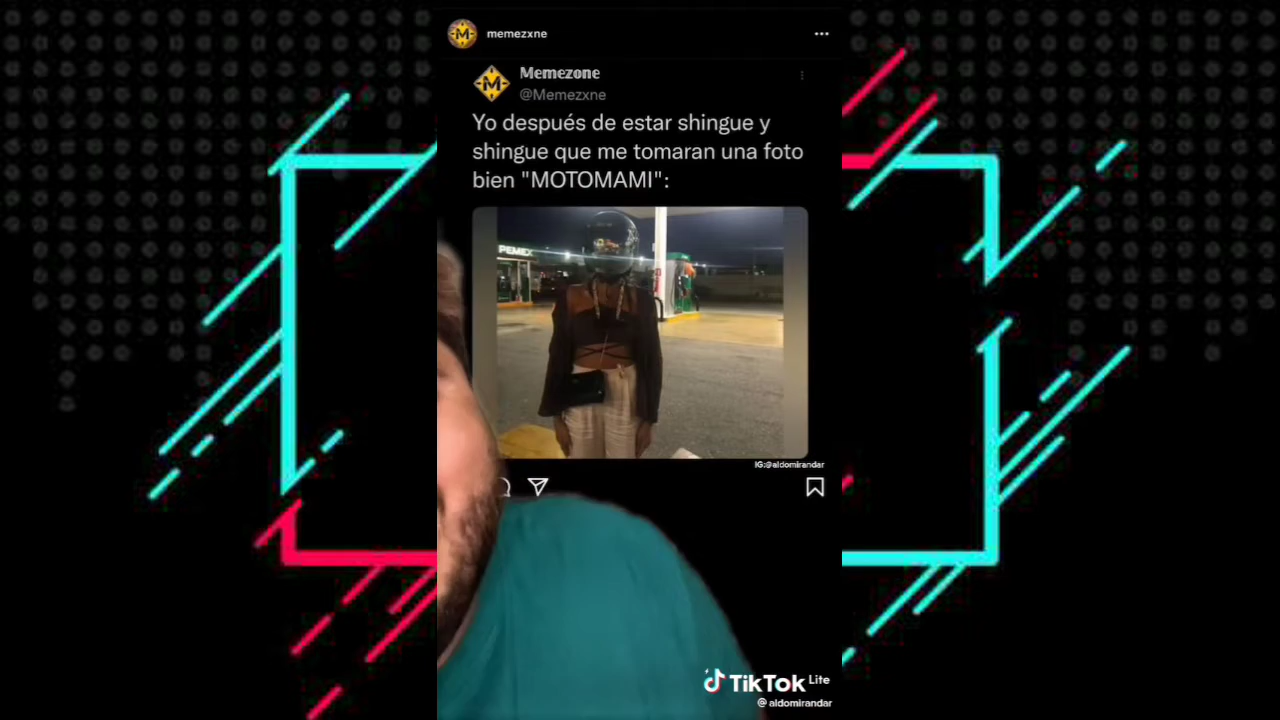 memezxne
Memezone
@Memezxne
Yo después de estar shingue y
shingue que me tomaran una foto
bien "MOTOMAMI":
PEMEX
IG:@aldomirandar
TikTok Lite
@aldomirandar